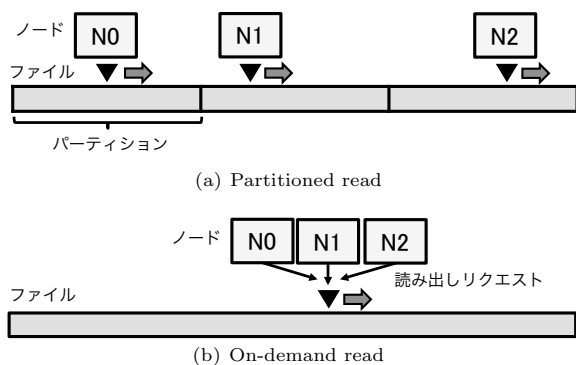 ノード N0 N1 N2
ファイル
パーティション
(a) Partitioned read
ノード N0 N1 N2
読み出しリクエスト
ファイル
(b) On-demand read